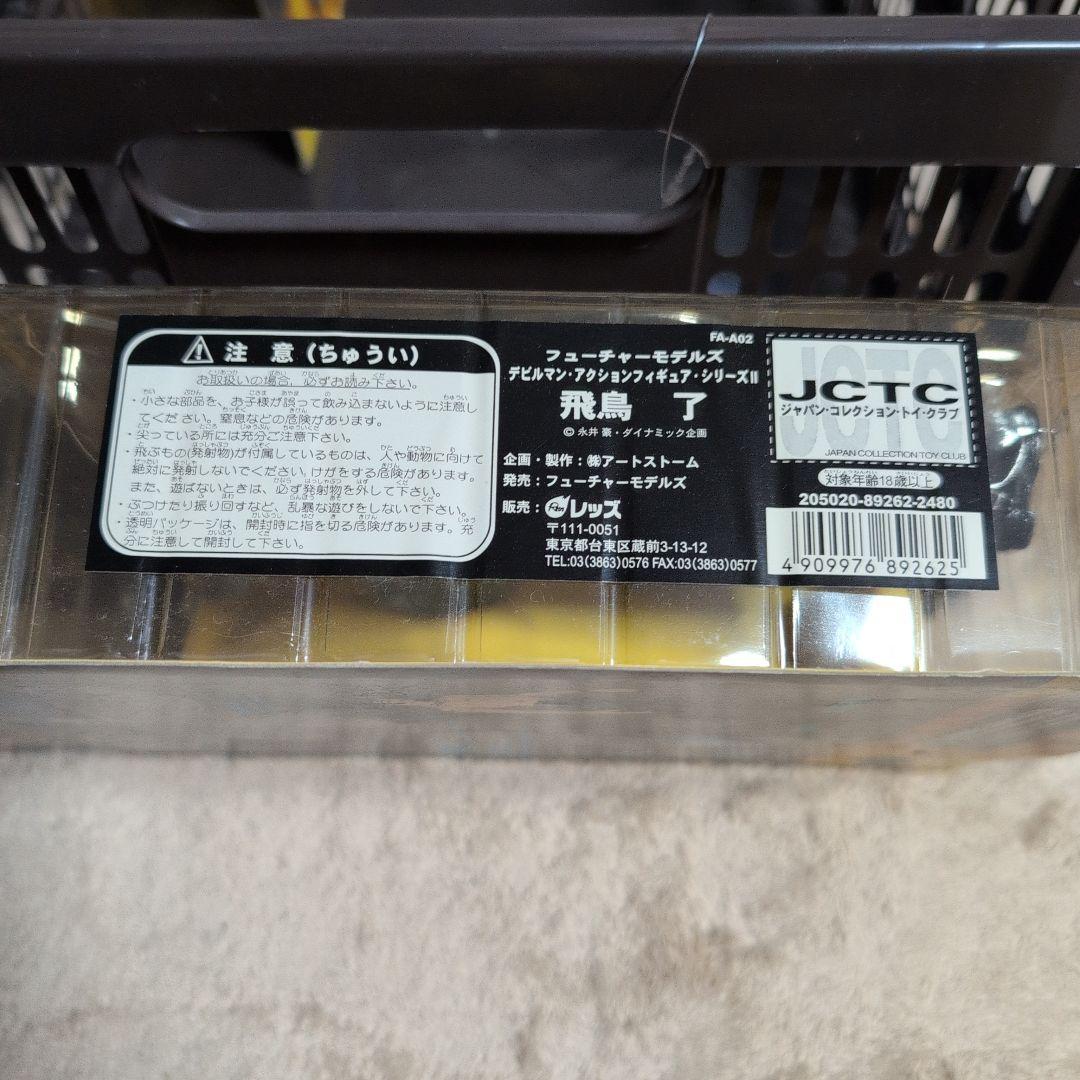 注 意(ちゅうい)
お取扱いの場合、必ずお読み下さい。
・小さな部品を、お子様が誤って飲み込まないように注意し
てください。窒息などの危険があります。
・尖っている所には充分ご注意下さい。
・飛ぶもの(発射物)が付属しているものは、人や動物に向けて
絶対に発射しないでください。けがをする危険があります。
また、遊ばないときは、必ず発射物を外して下さい。
・ぶつけたり振り回すなど、乱暴な遊びをしないで下さい。
・透明パッケージは、開封時に指を切る危険があります。充
分に注意して開封して下さい。
FA-A02
フューチャーモデルズ
デビルマン・アクションフィギュア・シリーズII
飛鳥 了
© 永井 豪・ダイナミック企画
企画・製作:㈱アートストーム
発売:フューチャーモデルズ
販売:レッズ
〒111-0051
東京都台東区蔵前3-13-12
TEL:03(3863)0576 FAX:03(3863)0577
JCTC
JCTC
ジャパン・コレクション・トイ・クラブ
JAPAN COLLECTION TOY CLUB
対象年齢18歳以上
205020-89262-2480
4 909976 892625